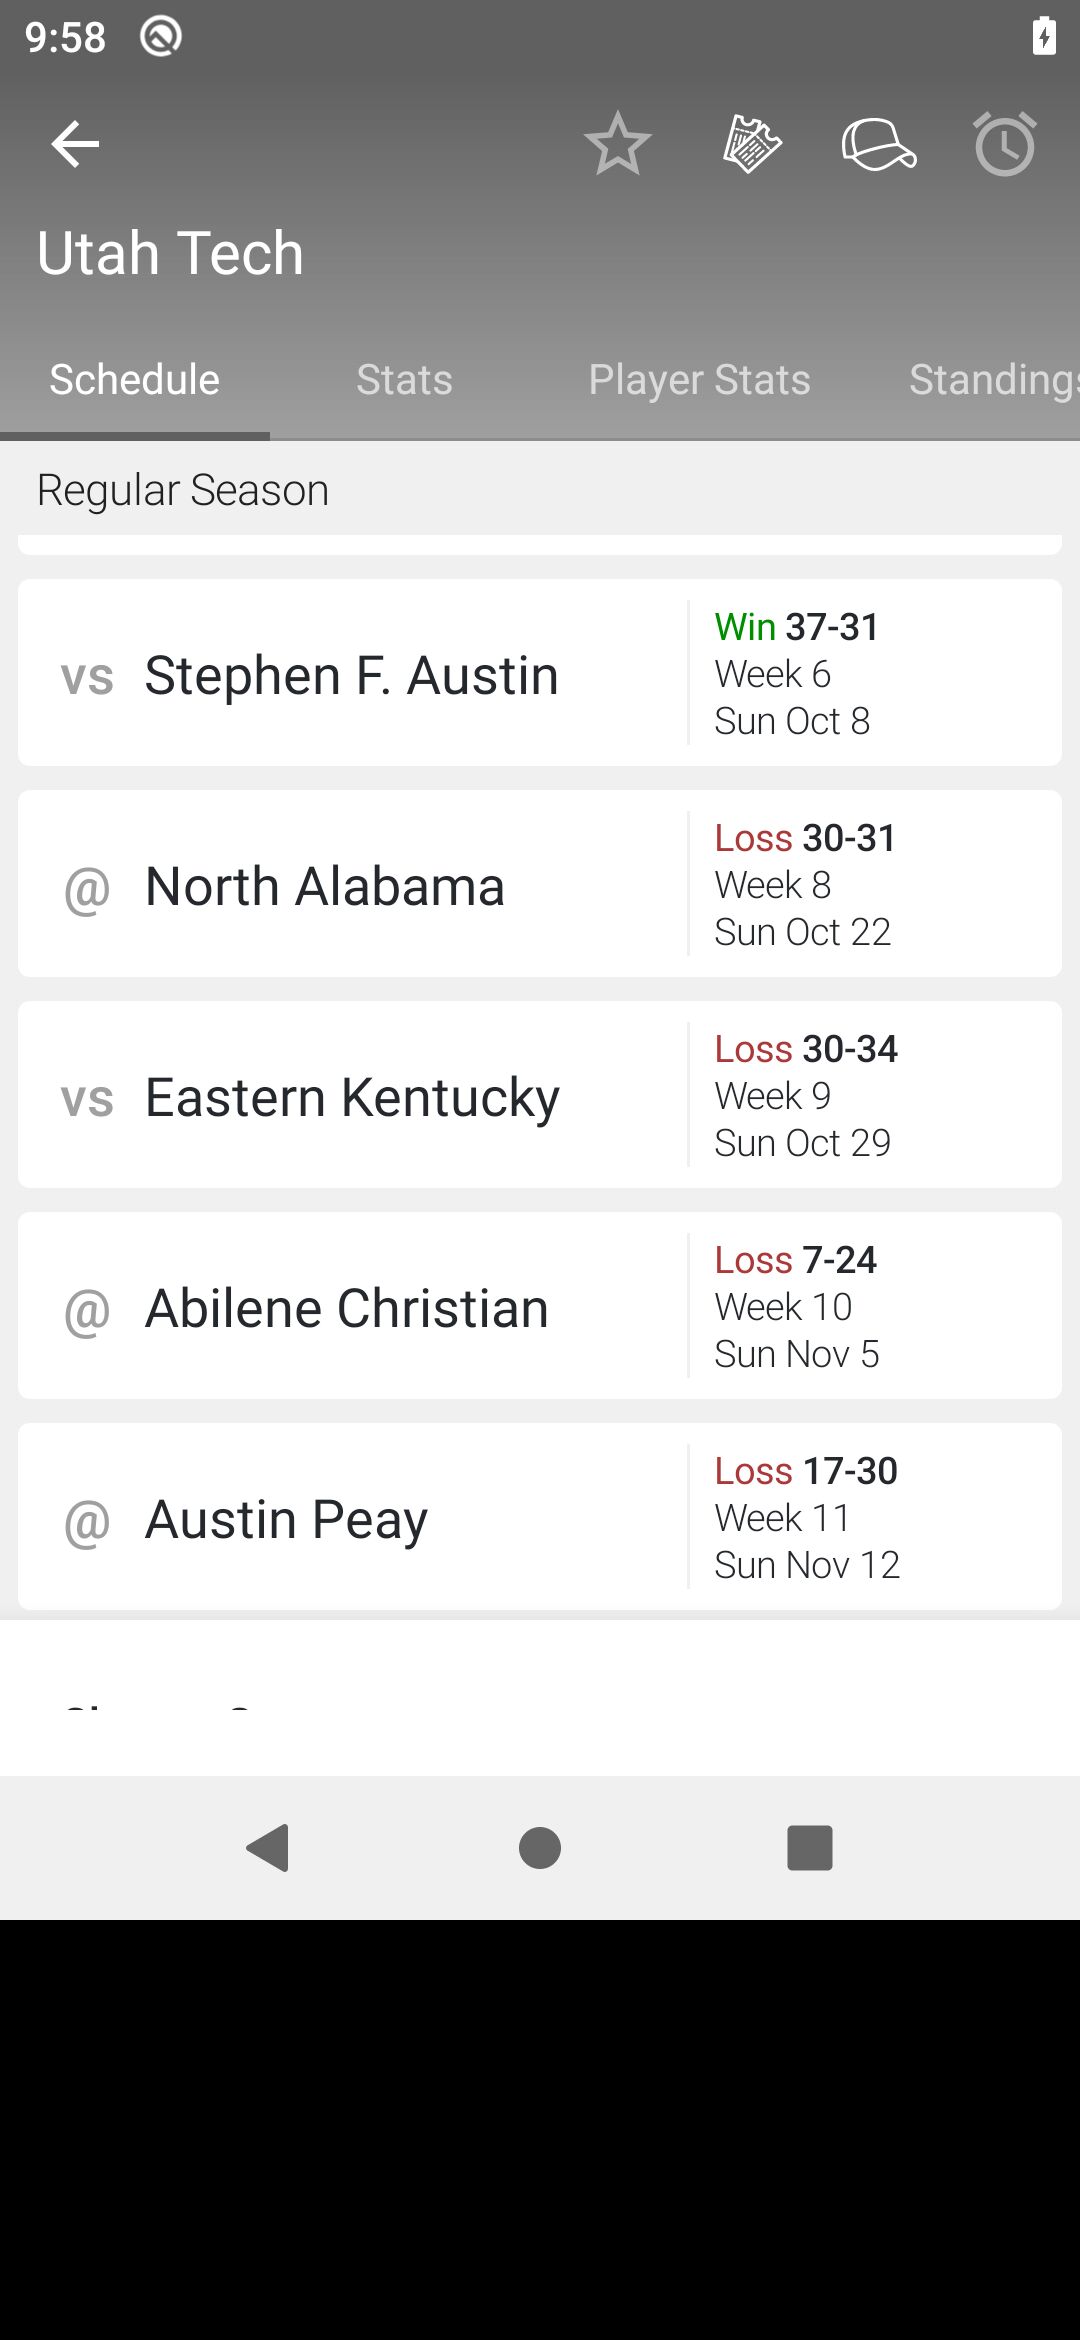 9:58
Utah Tech
Schedule
Stats
Player Stats
Standings
Regular Season
vs Stephen F. Austin
Win 37-31
Week 6
Sun Oct 8
@ North Alabama
Loss 30-31
Week 8
Sun Oct 22
vs Eastern Kentucky
Loss 30-34
Week 9
Sun Oct 29
@ Abilene Christian
Loss 7-24
Week 10
Sun Nov 5
@ Austin Peay
Loss 17-30
Week 11
Sun Nov 12